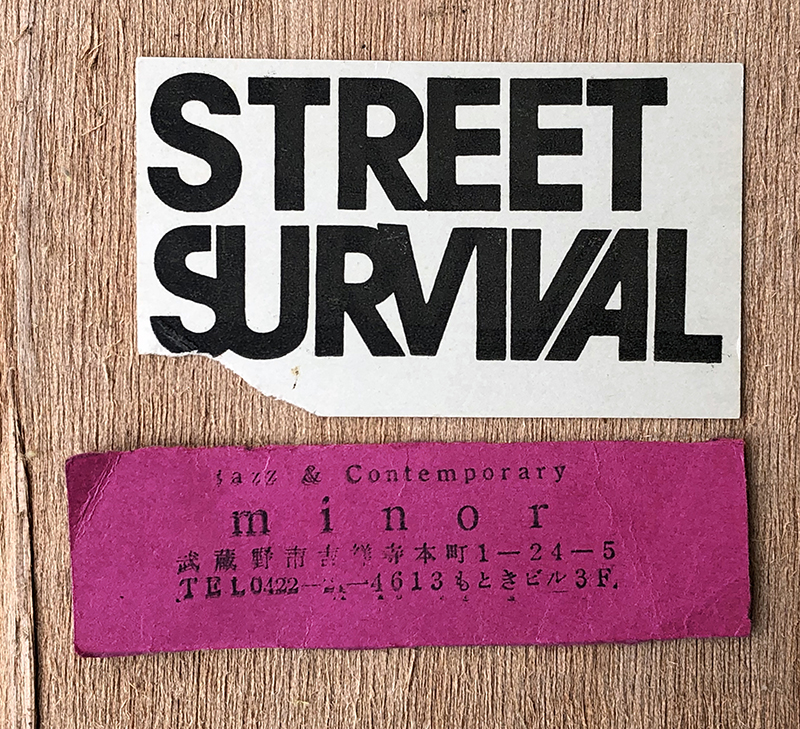 STREET
SURVIVAL
Jazz & Contemporary
minor
武蔵野市吉祥寺本町1-24-5
TEL0422-21-4613もときビル3F.